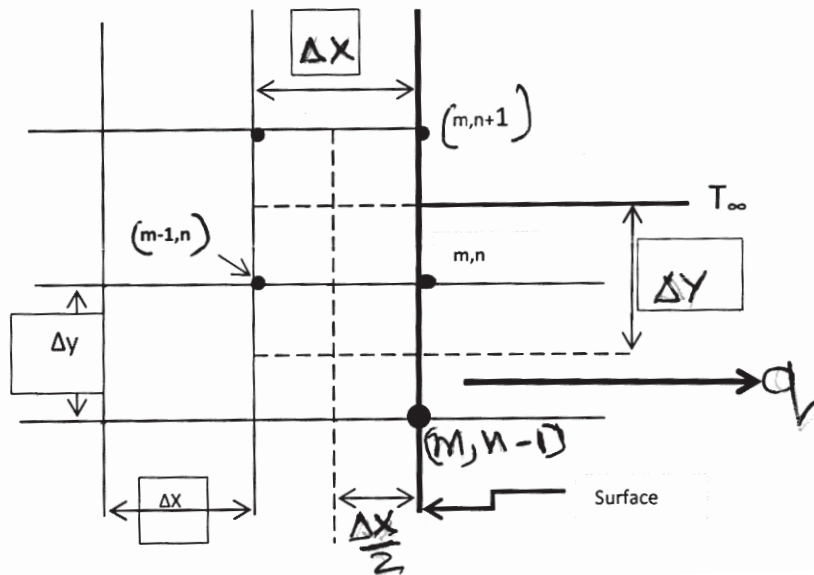 ΔX
(m,n+1)
T∞
(m-1,n)
m,n
ΔY
Δy
q
(m,n-1)
ΔX
ΔX/2
Surface